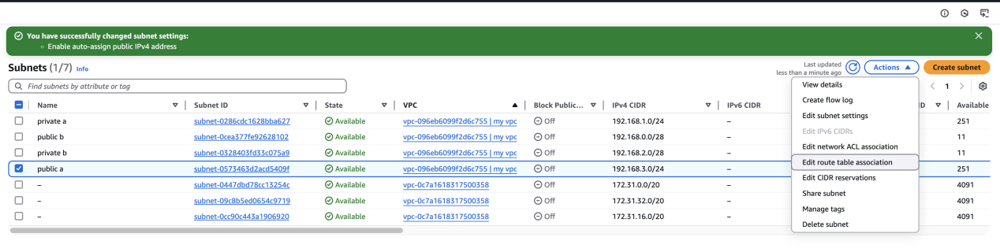 You have successfully changed subnet settings:
Enable auto-assign public IPv4 address
Subnets (1/7) Info
Last updated
less than a minute ago
Actions
Create subnet
Find subnets by attribute or tag
1
Name Subnet ID State VPC Block Public... IPv4 CIDR IPv6 CIDR ID Available
private a subnet-0286cdc1628bba627 Available vpc-096eb6099f2d6c755 | my vpc Off 192.168.1.0/24 – 251
public b subnet-0cea377fe92628102 Available vpc-096eb6099f2d6c755 | my vpc Off 192.168.0.0/28 – 11
private b subnet-0328403fd33c075a9 Available vpc-096eb6099f2d6c755 | my vpc Off 192.168.2.0/28 – 11
public a subnet-0573463d2acd5409f Available vpc-096eb6099f2d6c755 | my vpc Off 192.168.3.0/24 – 251
– subnet-0447dbd78cc13254c Available vpc-0c7a1618317500358 Off 172.31.0.0/20 – 4091
– subnet-09c8b5ed0654c9719 Available vpc-0c7a1618317500358 Off 172.31.32.0/20 – 4091
– subnet-0cc90c443a1906920 Available vpc-0c7a1618317500358 Off 172.31.16.0/20 – 4091
View details
Create flow log
Edit subnet settings
Edit IPv6 CIDRs
Edit network ACL association
Edit route table association
Edit CIDR reservations
Share subnet
Manage tags
Delete subnet